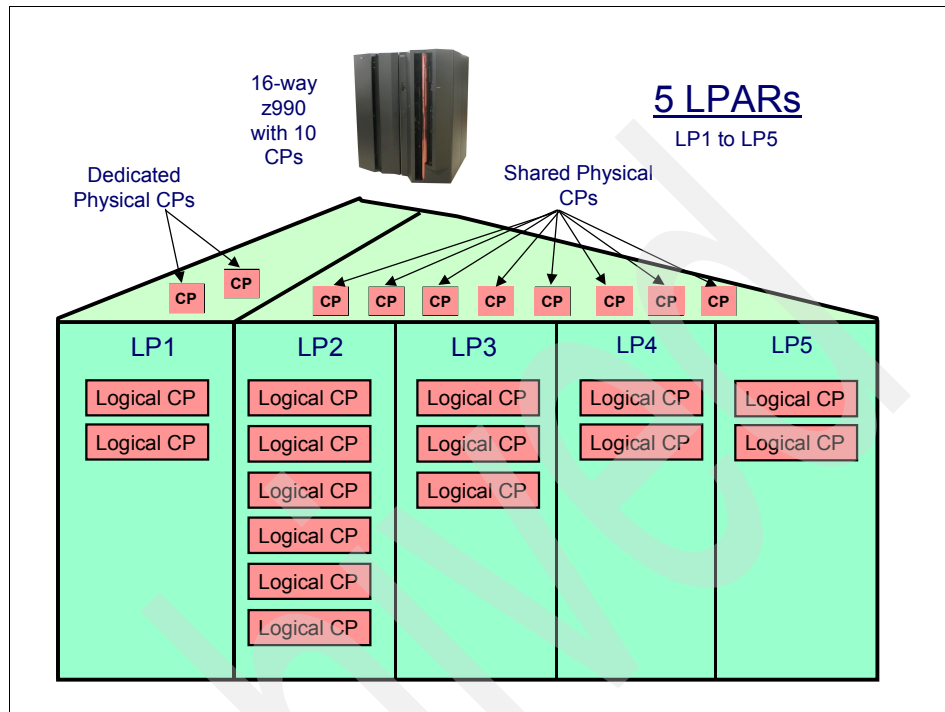 16-way
z990
with 10
CPs
5 LPARs
LP1 to LP5
Dedicated
Physical CPs
Shared Physical
CPs
CP
CP
CP
CP
CP
CP
CP
CP
CP
CP
LP1
Logical CP
Logical CP
LP2
Logical CP
Logical CP
Logical CP
Logical CP
Logical CP
Logical CP
LP3
Logical CP
Logical CP
Logical CP
LP4
Logical CP
Logical CP
LP5
Logical CP
Logical CP
hived